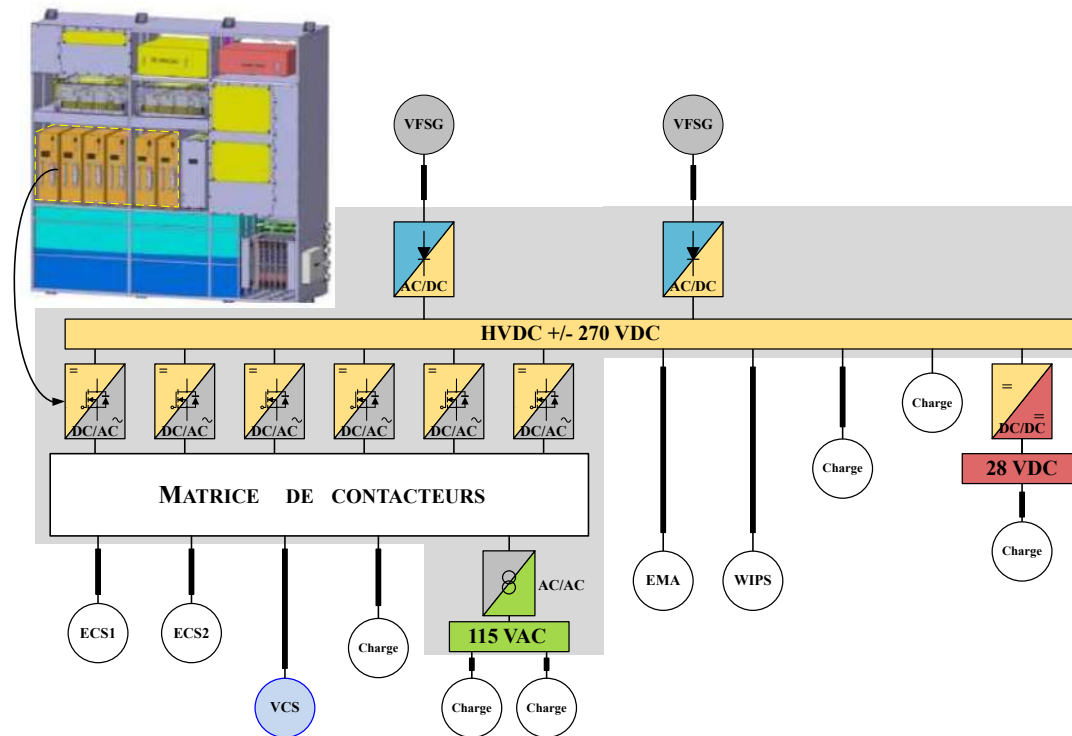 VFSG
VFSG
AC/DC
AC/DC
HVDC +/- 270 VDC
=
=
=
=
=
=
~
~
~
~
~
~
DC/AC
DC/AC
DC/AC
DC/AC
DC/AC
DC/AC
Charge
=
=
DC/DC
MATRICE DE CONTACTEURS
Charge
28 VDC
Charge
AC/AC
EMA
WIPS
ECS1
ECS2
Charge
115 VAC
VCS
Charge
Charge